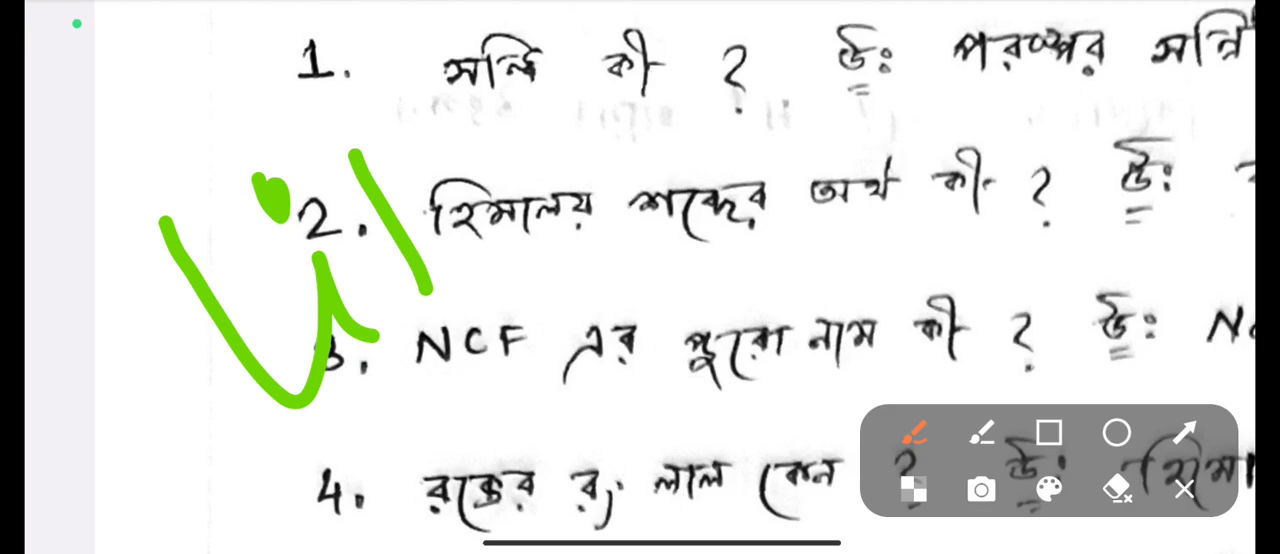 1. সন্ধি কী ? উঃ পরস্পর সন্নি
2. হিমালয় শব্দের অর্থ কী ? উঃ
3. NCF এর পুরো নাম কী ? উঃ N
4. রক্তের রং লাল কেন ? উঃ হিমো